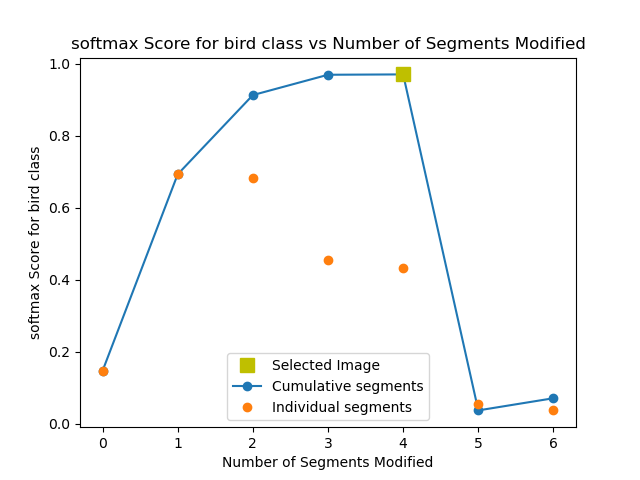 softmax Score for bird class vs Number of Segments Modified
softmax Score for bird class
1.0
0.8
0.6
0.4
0.2
0.0
Selected Image
Cumulative segments
Individual segments
0 1 2 3 4 5 6
Number of Segments Modified